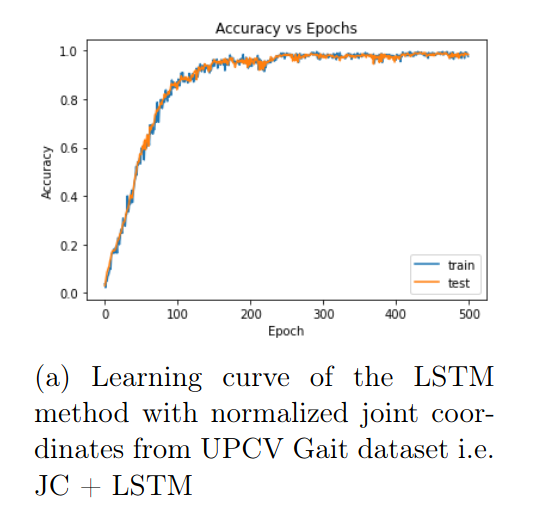 Accuracy vs Epochs
1.0
0.8
0.6
0.4
0.2
0.0
Accuracy
0 100 200 300 400 500
Epoch
train
test
(a) Learning curve of the LSTM
method with normalized joint coor-
dinates from UPCV Gait dataset i.e.
JC + LSTM